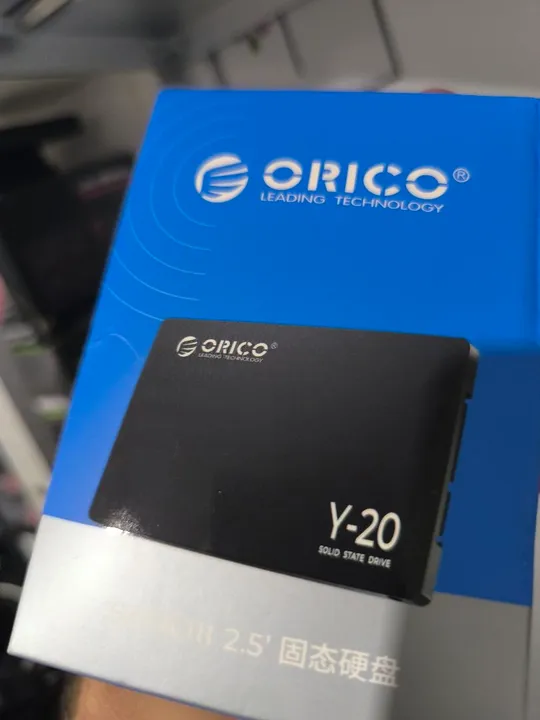 ORICO®
LEADING TECHNOLOGY
ORICO®
LEADING TECHNOLOGY
Y-20
SOLID STATE DRIVE
2.5' 固态硬盘